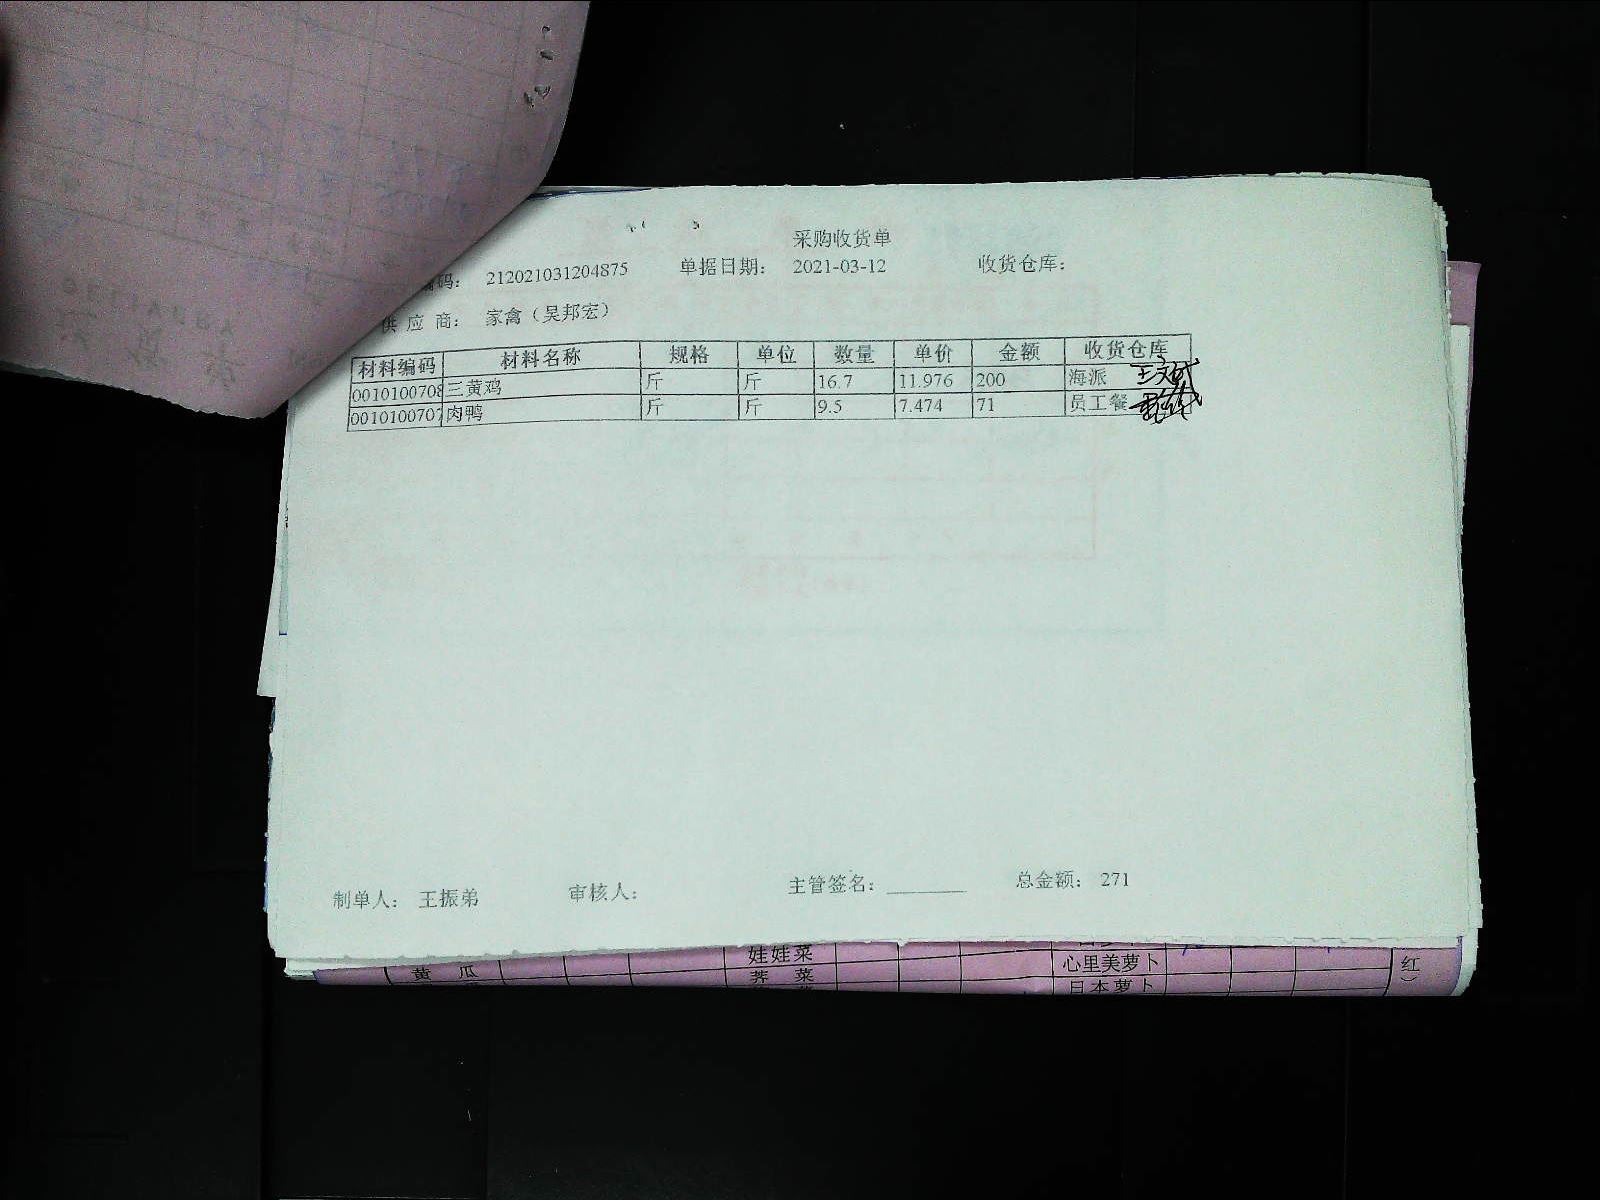 采购收货单
编码： 212021031204875 单据日期： 2021-03-12 收货仓库：
供 应 商： 家禽（吴邦宏）
材料编码 材料名称 规格 单位 数量 单价 金额 收货仓库
0010100708 三黄鸡 斤 斤 16.7 11.976 200 海派
0010100707 肉鸭 斤 斤 9.5 7.474 71 员工餐
制单人： 王振弟 审核人： 主管签名： ________ 总金额： 271
黄 瓜 娃娃菜 心里美萝卜 红）
荠 菜 日本萝卜